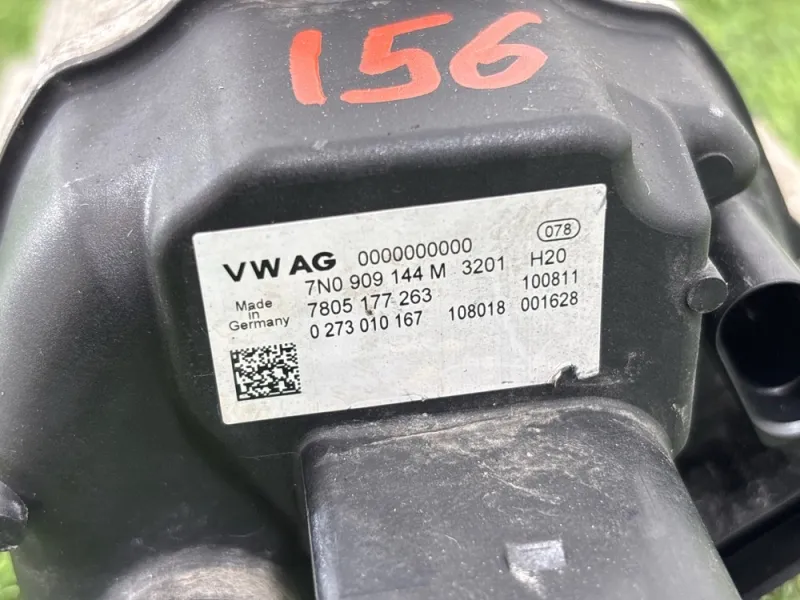 156
VW AG 0000000000 078
7N0 909 144 M 3201 H20
Made in Germany
7805 177 263 100811
0 273 010 167 108018 001628